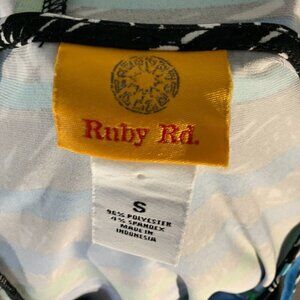 Ruby Rd.
S
96% POLYESTER
4% SPANDEX
MADE IN
INDONESIA